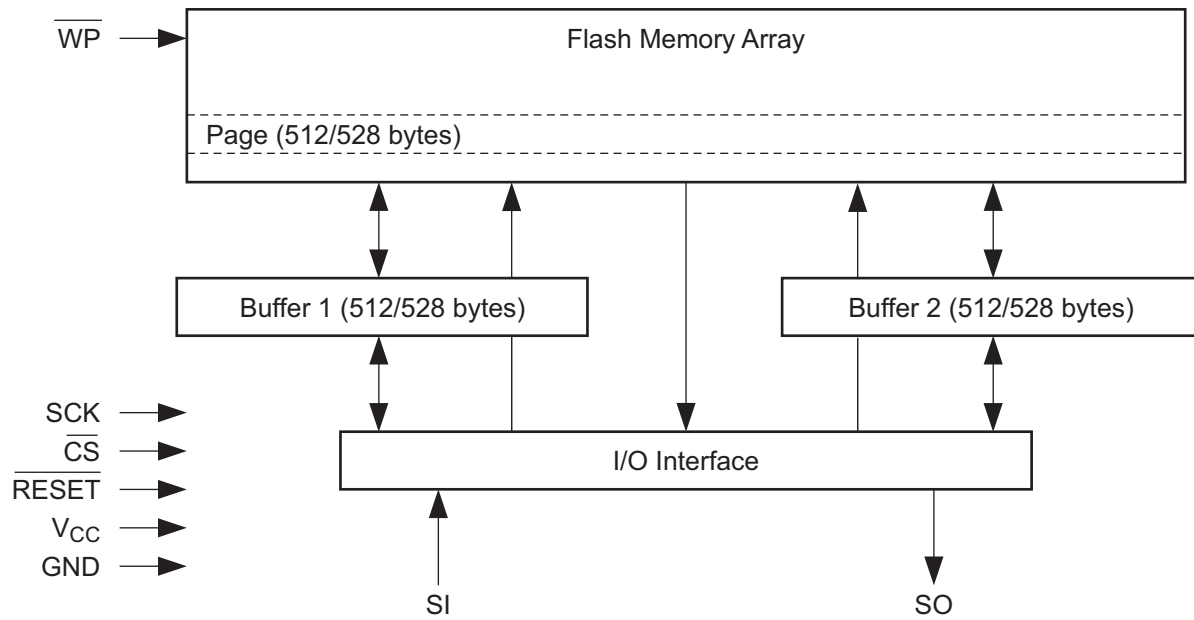 WP
Flash Memory Array
Page (512/528 bytes)
Buffer 1 (512/528 bytes)
Buffer 2 (512/528 bytes)
SCK
CS
RESET
VCC
GND
I/O Interface
SI
SO